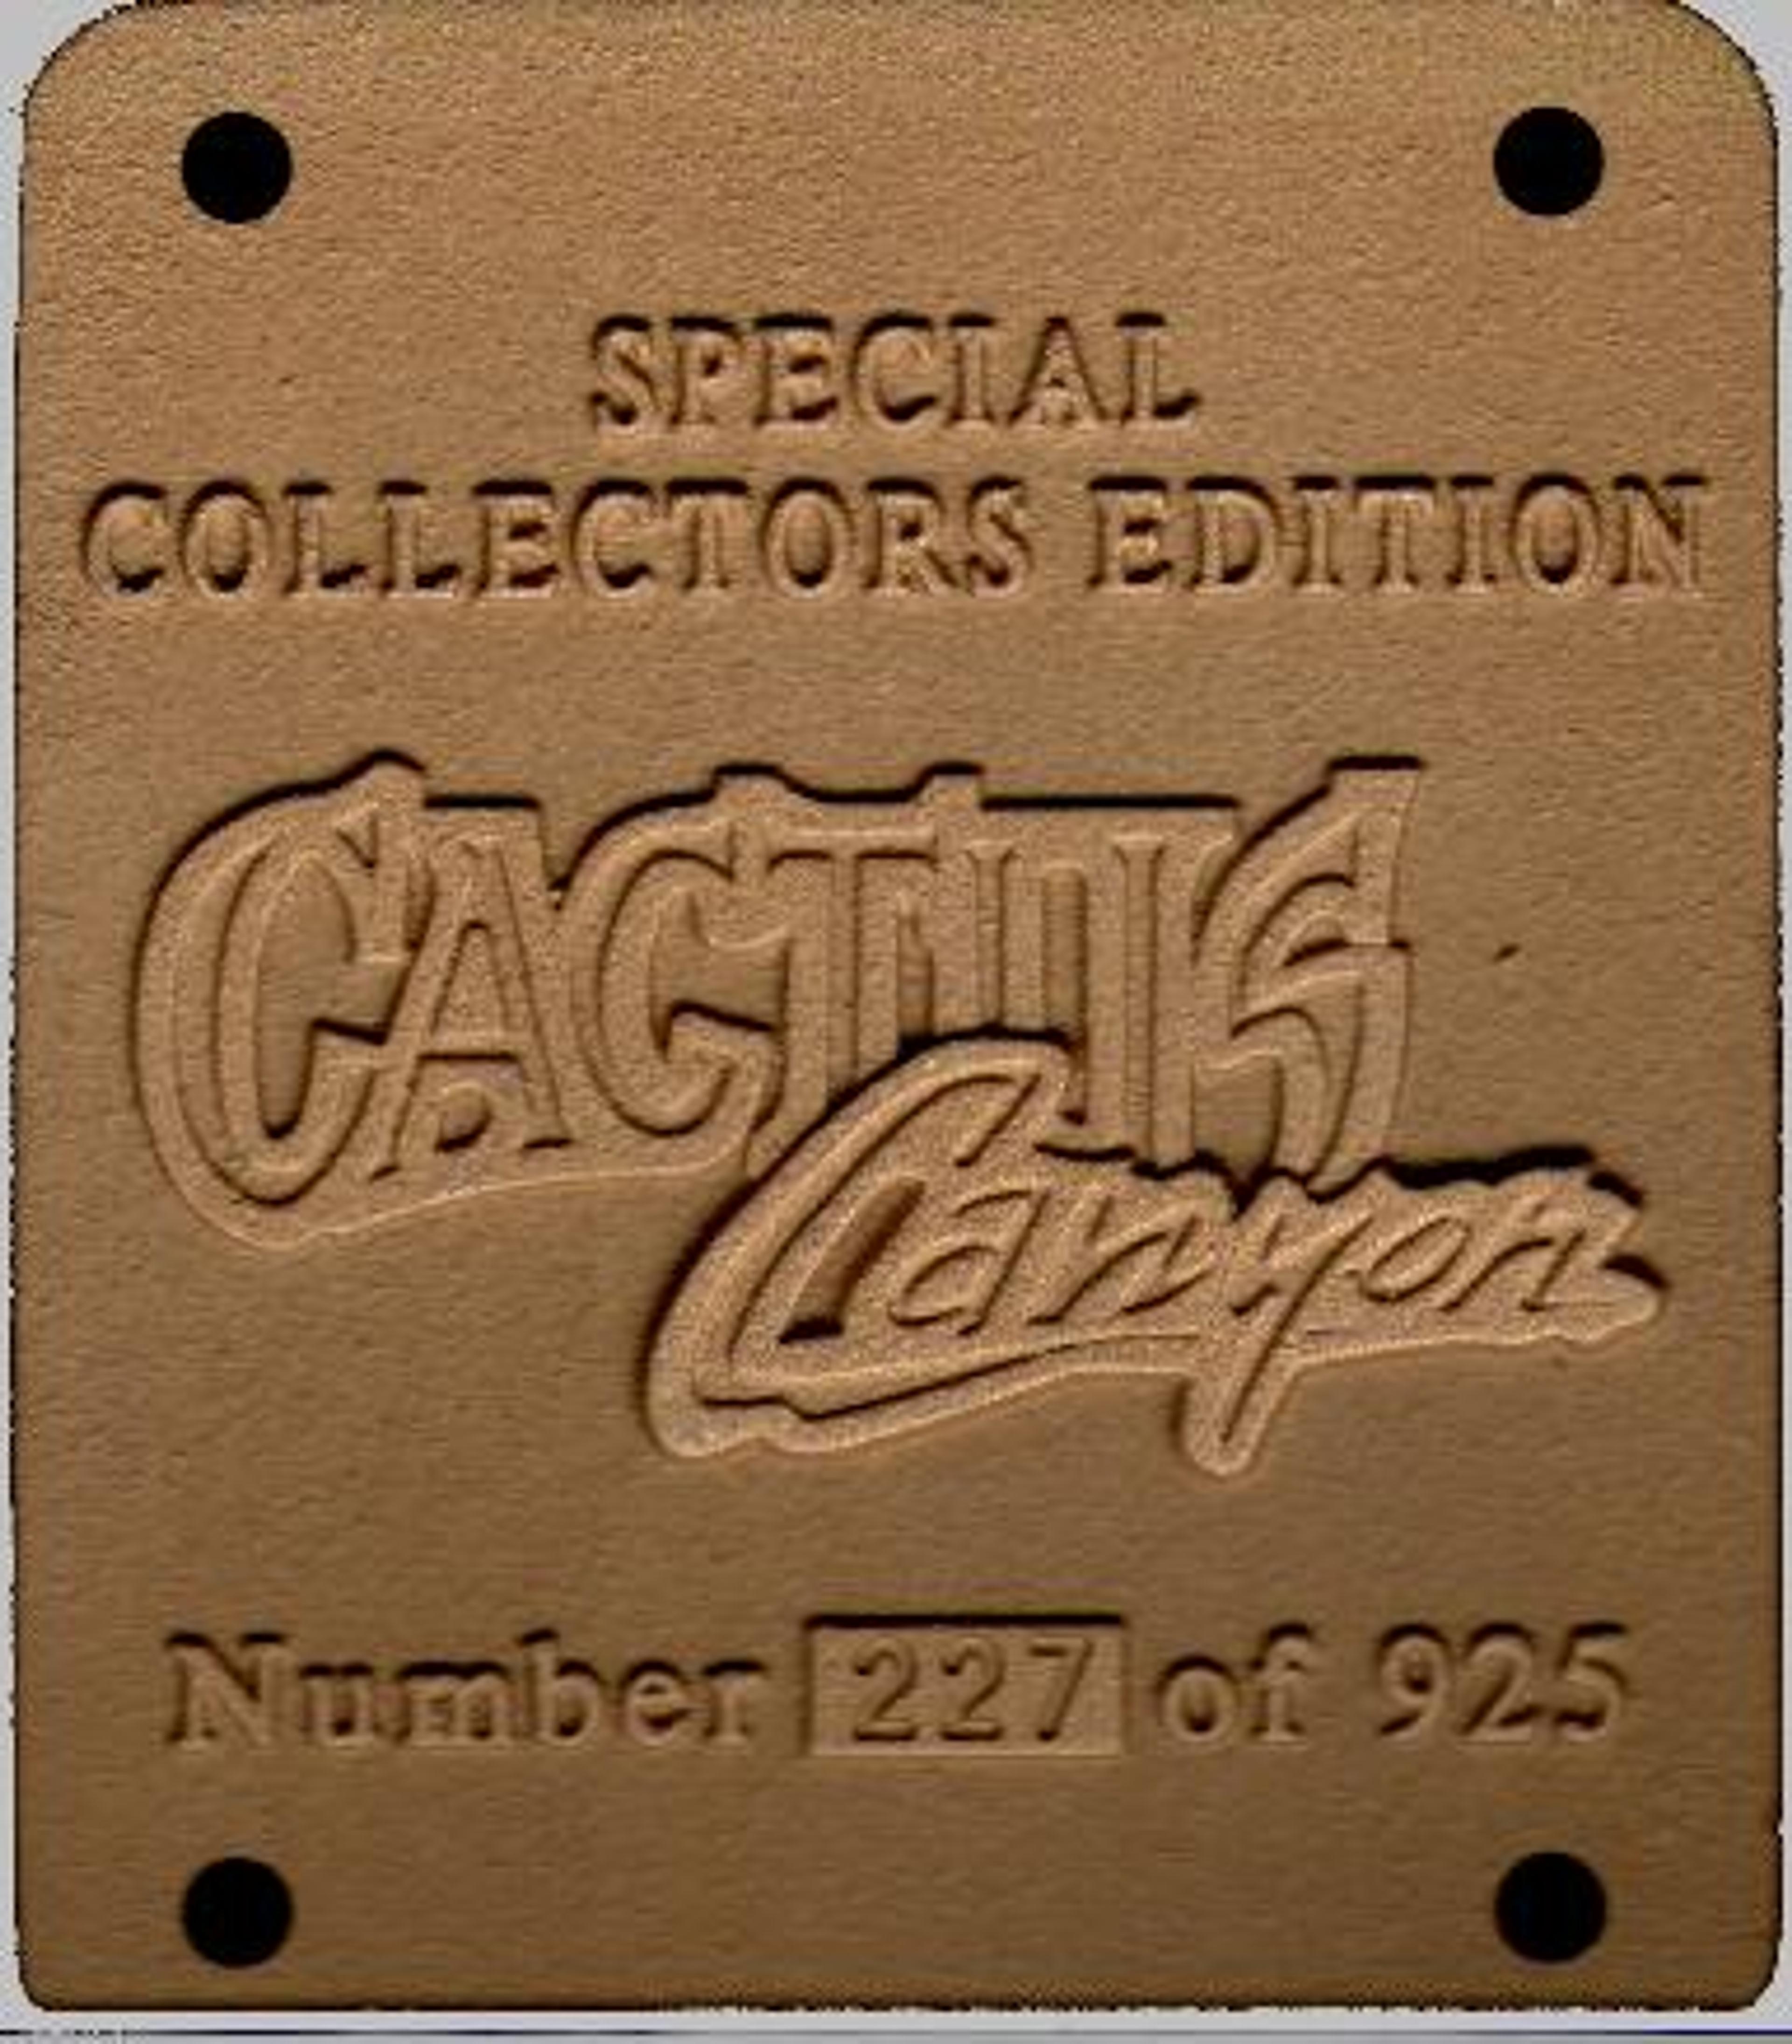 SPECIAL
COLLECTORS EDITION
CACTUS
Canyon
Number 227 of 925